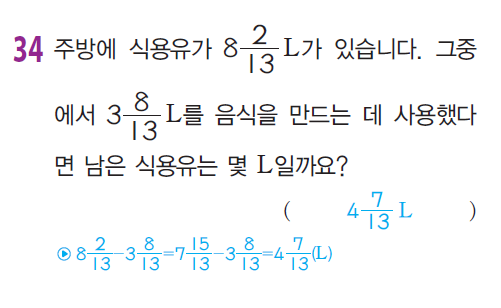 34 주방에 식용유가 8 2/13 L가 있습니다. 그중
에서 3 8/13 L를 음식을 만드는 데 사용했다
면 남은 식용유는 몇 L일까요?
( 4 7/13 L )
▶ 8 2/13 - 3 8/13 = 7 15/13 - 3 8/13 = 4 7/13 (L)